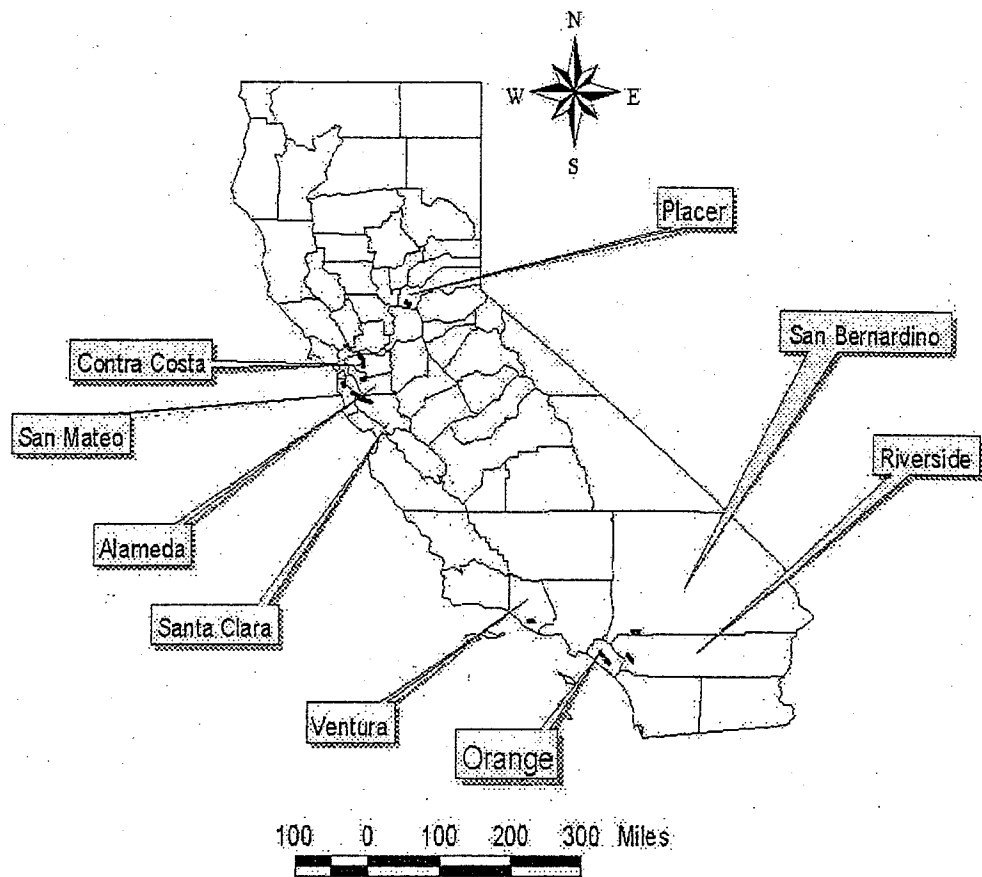 N
W E
S
Placer
San Bernardino
Contra Costa
San Mateo
Riverside
Alameda
Santa Clara
Ventura
Orange
100 0 100 200 300 Miles